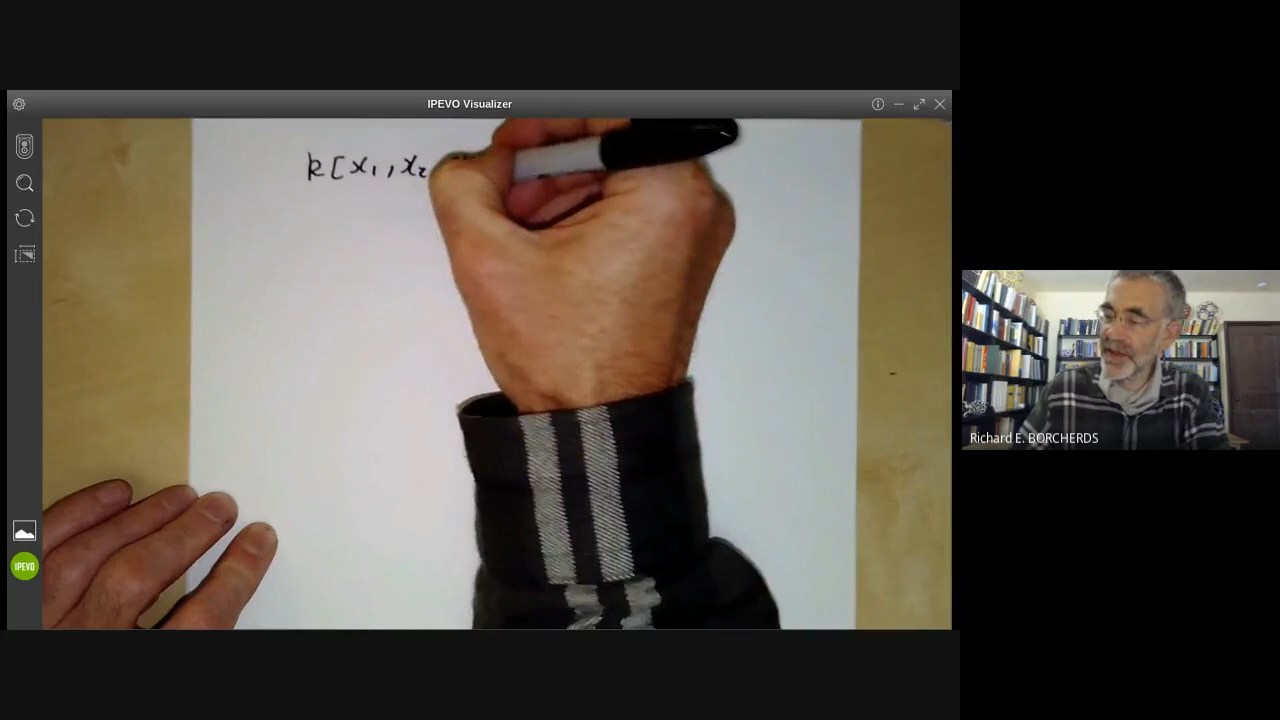 IPEVO Visualizer
k[x₁,x₂
Richard E. BORCHERDS
IPEVO